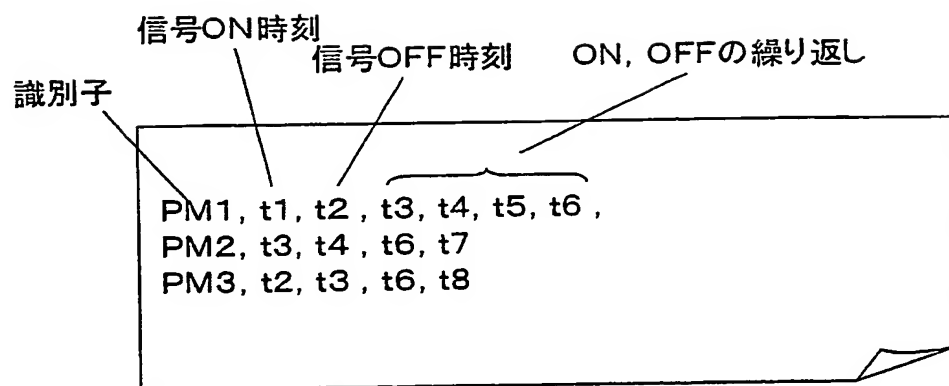 信号ON時刻
信号OFF時刻
ON, OFFの繰り返し
識別子
PM1, t1, t2 , t3, t4, t5, t6 ,
PM2, t3, t4 , t6, t7
PM3, t2, t3 , t6, t8